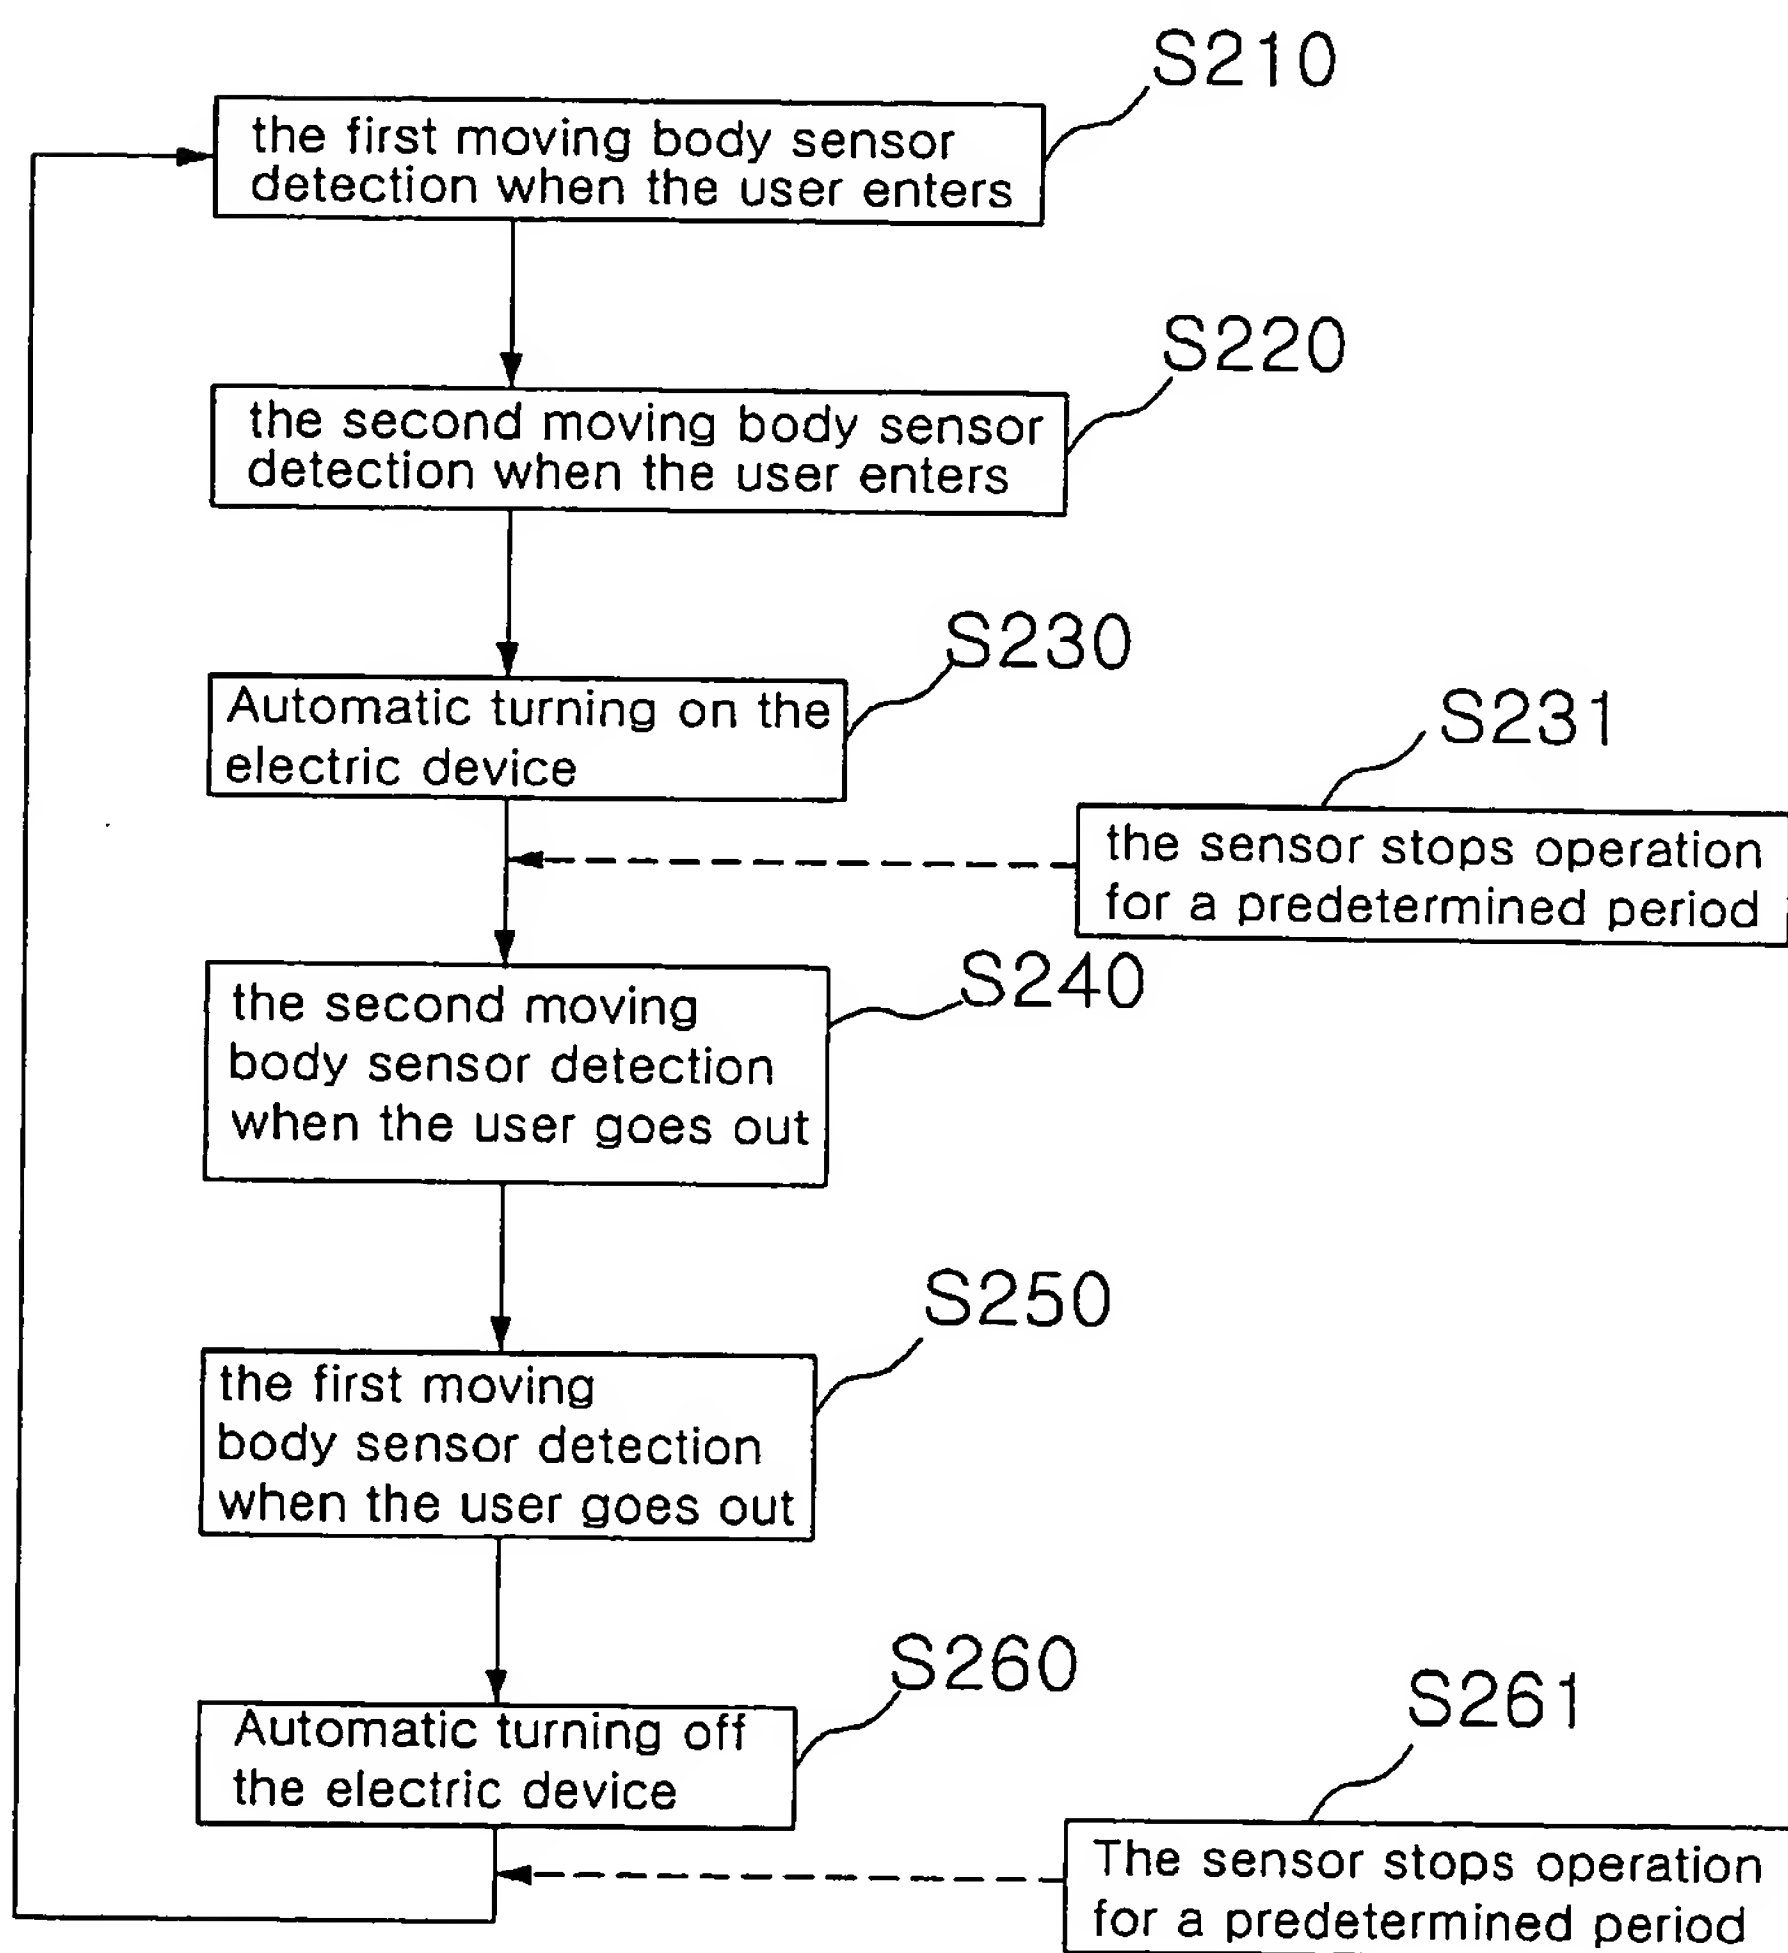 S210
the first moving body sensor
detection when the user enters
S220
the second moving body sensor
detection when the user enters
S230
Automatic turning on the
electric device
S231
the sensor stops operation
for a predetermined period
S240
the second moving
body sensor detection
when the user goes out
S250
the first moving
body sensor detection
when the user goes out
S260
Automatic turning off
the electric device
S261
The sensor stops operation
for a predetermined period